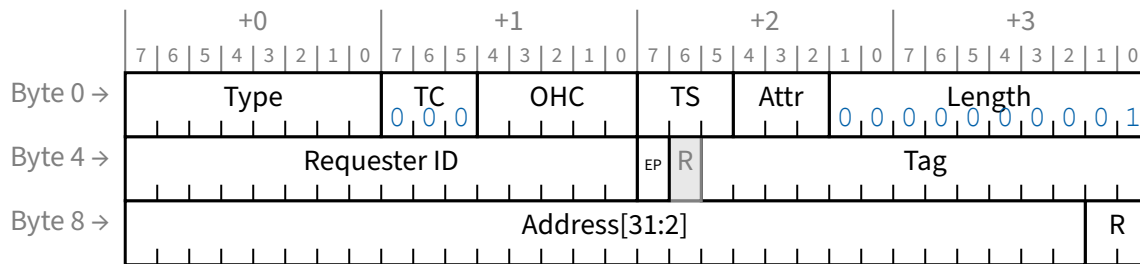 +0 +1 +2 +3
7 6 5 4 3 2 1 0 7 6 5 4 3 2 1 0 7 6 5 4 3 2 1 0 7 6 5 4 3 2 1 0
Byte 0 → Type TC OHC TS Attr Length
0 0 0 0 0 0 0 0 0 0 0 0 0 1
Byte 4 → Requester ID EP R Tag
Byte 8 → Address[31:2] R